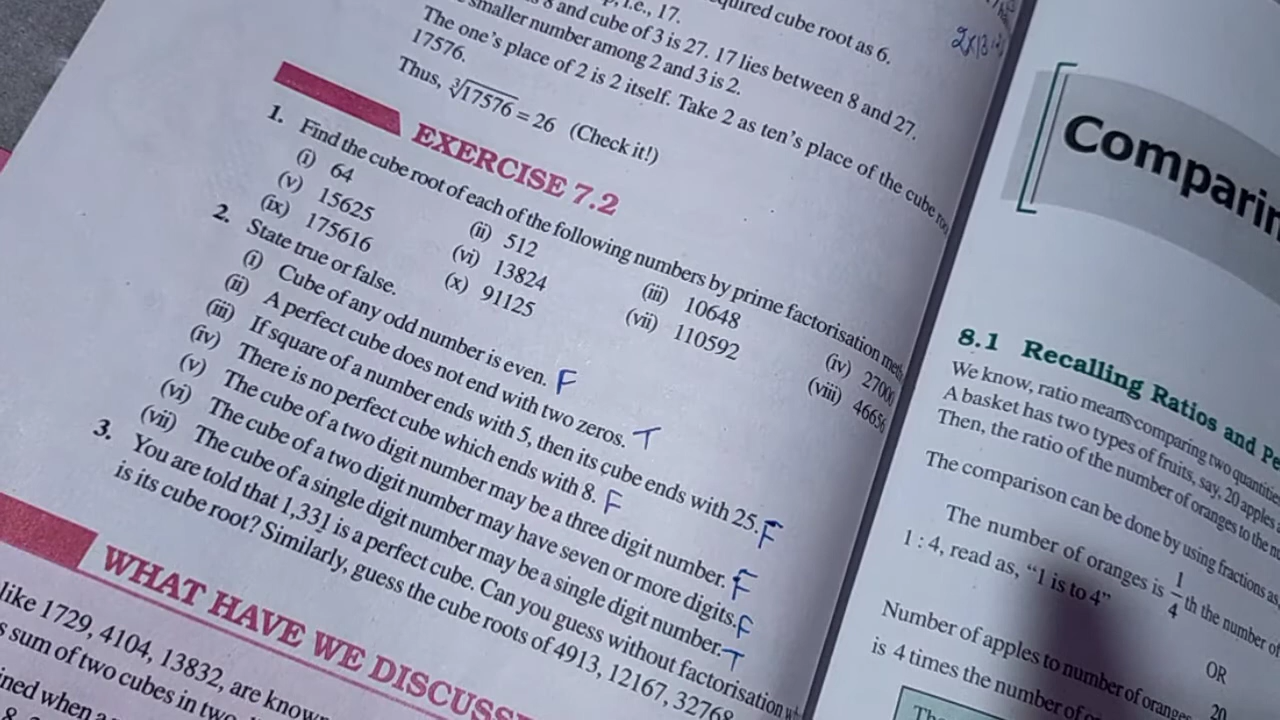 quired cube root as 6.
, i.e., 17.
8 and cube of 3 is 27. 17 lies between 8 and 27.
smaller number among 2 and 3 is 2.
The one's place of 2 is 2 itself. Take 2 as ten's place of the cube
17576.
Thus, ∛17576 = 26 (Check it!)
EXERCISE 7.2
1. Find the cube root of each of the following numbers by prime factorisation
(i) 64 (ii) 512 (iii) 10648 (iv) 27000
(v) 15625 (vi) 13824 (vii) 110592 (viii) 46656
(ix) 175616 (x) 91125
2. State true or false.
(i) Cube of any odd number is even. F
(ii) A perfect cube does not end with two zeros. T
(iii) If square of a number ends with 5, then its cube ends with 25. F
(iv) There is no perfect cube which ends with 8. F
(v) The cube of a two digit number may be a three digit number. F
(vi) The cube of a two digit number may have seven or more digits. F
(vii) The cube of a single digit number may be a single digit number. T
3. You are told that 1,331 is a perfect cube. Can you guess without factorisation
is its cube root? Similarly, guess the cube roots of 4913, 12167, 32768
WHAT HAVE WE DISCUSS
like 1729, 4104, 13832, are know
sum of two cubes in two
ined when a
Comparin
8.1 Recalling Ratios and Pe
We know, ratio means comparing two quantitie
A basket has two types of fruits, say, 20 apples
Then, the ratio of the number of oranges to the
The comparison can be done by using fractions as,
The number of oranges is 1/4 th the number of
1 : 4, read as, "1 is to 4"
OR
Number of apples to number of orange
20
is 4 times the number of